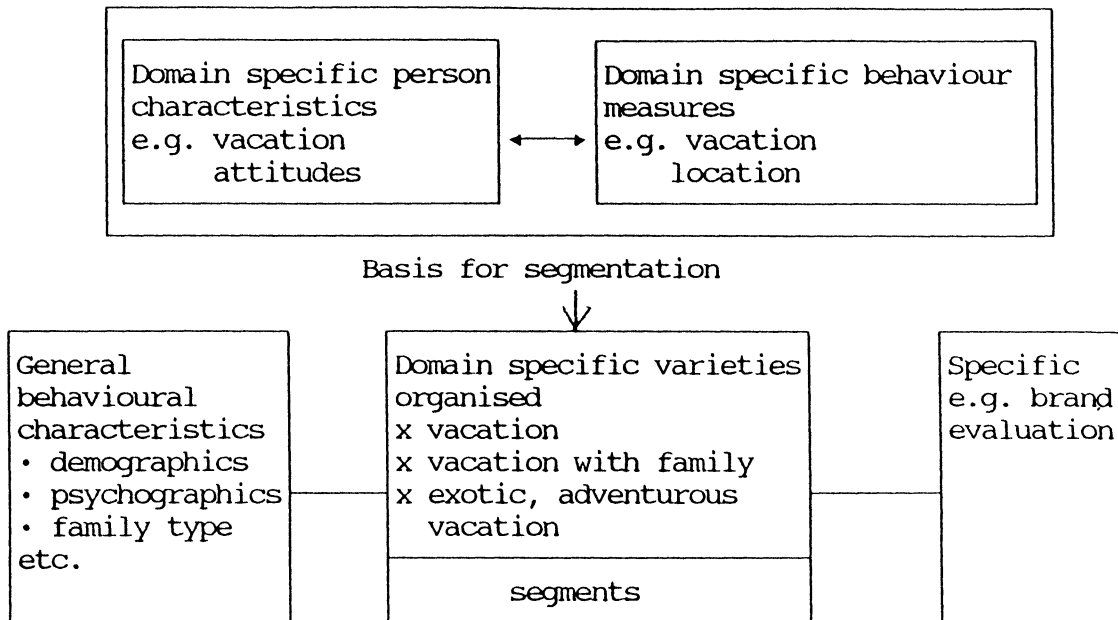 Domain specific person
characteristics
e.g. vacation
attitudes
Domain specific behaviour
measures
e.g. vacation
location
Basis for segmentation
General
behavioural
characteristics
• demographics
• psychographics
• family type
etc.
Domain specific varieties
organised
x vacation
x vacation with family
x exotic, adventurous
vacation
segments
Specific
e.g. brand
evaluation